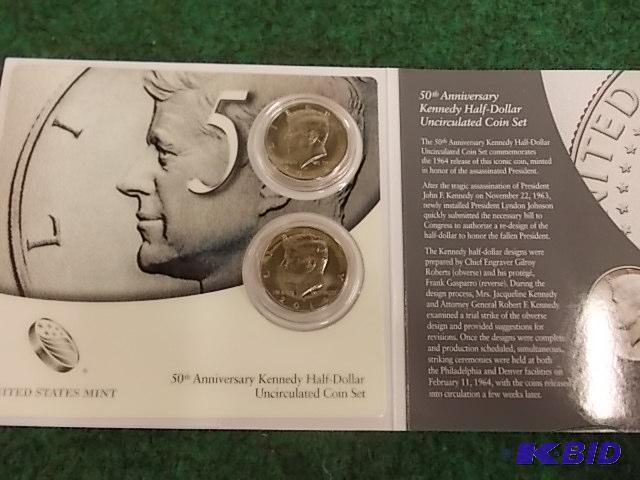 L I
5
UNITED STATES MINT
50th Anniversary Kennedy Half-Dollar
Uncirculated Coin Set
50th Anniversary
Kennedy Half-Dollar
Uncirculated Coin Set
The 50th Anniversary Kennedy Half-Dollar
Uncirculated Coin Set commemorates
the 1964 release of this iconic coin, minted
in honor of the assassinated President.
After the tragic assassination of President
John F. Kennedy on November 22, 1963,
newly installed President Lyndon Johnson
quickly submitted the necessary bill to
Congress to authorize a re-design of the
half-dollar to honor the fallen President.
The Kennedy half-dollar designs were
prepared by Chief Engraver Gilroy
Roberts (obverse) and his protégé,
Frank Gasparro (reverse). During the
design process, Mrs. Jacqueline Kennedy
and Attorney General Robert F. Kennedy
examined a trial strike of the obverse
design and provided suggestions for
revisions. Once the designs were complete
and production scheduled, simultaneous
striking ceremonies were held at both
the Philadelphia and Denver facilities on
February 11, 1964, with the coins released
into circulation a few weeks later.
ITED
K-BID